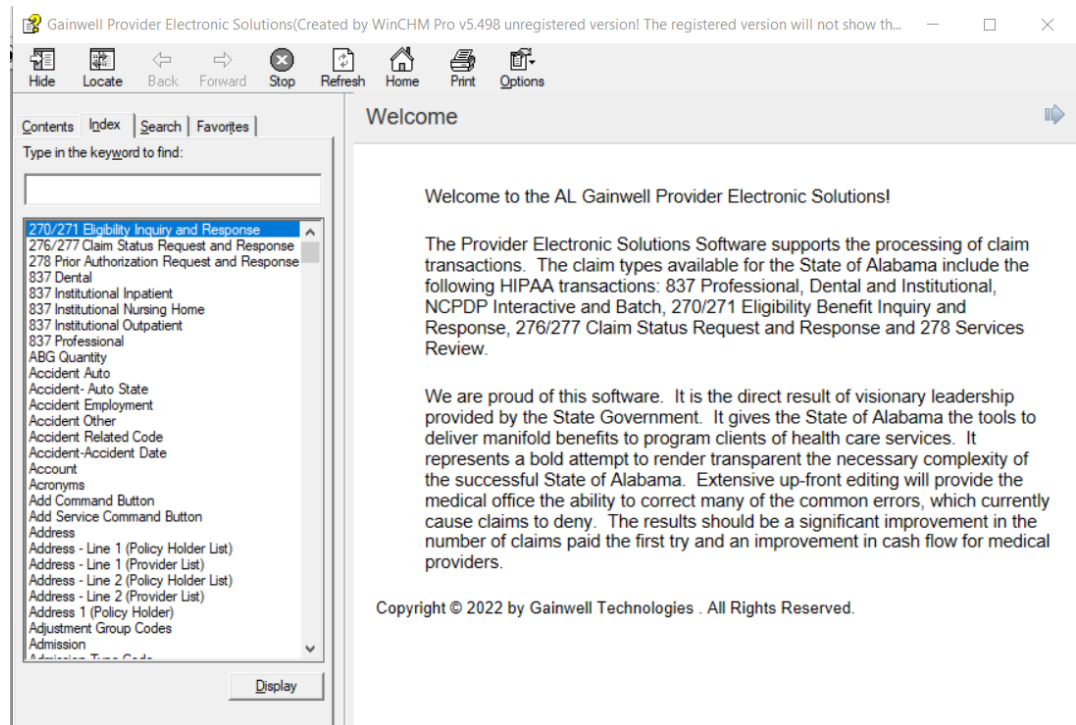 Gainwell Provider Electronic Solutions(Created by WinCHM Pro v5.498 unregistered version! The registered version will not show th...
Hide Locate Back Forward Stop Refresh Home Print Options
Contents Index Search Favorites
Type in the keyword to find:
270/271 Eligibility Inquiry and Response
276/277 Claim Status Request and Response
278 Prior Authorization Request and Response
837 Dental
837 Institutional Inpatient
837 Institutional Nursing Home
837 Institutional Outpatient
837 Professional
ABG Quantity
Accident Auto
Accident- Auto State
Accident Employment
Accident Other
Accident Related Code
Accident-Accident Date
Account
Acronyms
Add Command Button
Add Service Command Button
Address
Address - Line 1 (Policy Holder List)
Address - Line 1 (Provider List)
Address - Line 2 (Policy Holder List)
Address - Line 2 (Provider List)
Address 1 (Policy Holder)
Adjustment Group Codes
Admission
Admission Type Code
Display
Welcome
Welcome to the AL Gainwell Provider Electronic Solutions!
The Provider Electronic Solutions Software supports the processing of claim
transactions. The claim types available for the State of Alabama include the
following HIPAA transactions: 837 Professional, Dental and Institutional,
NCPDP Interactive and Batch, 270/271 Eligibility Benefit Inquiry and
Response, 276/277 Claim Status Request and Response and 278 Services
Review.
We are proud of this software. It is the direct result of visionary leadership
provided by the State Government. It gives the State of Alabama the tools to
deliver manifold benefits to program clients of health care services. It
represents a bold attempt to render transparent the necessary complexity of
the successful State of Alabama. Extensive up-front editing will provide the
medical office the ability to correct many of the common errors, which currently
cause claims to deny. The results should be a significant improvement in the
number of claims paid the first try and an improvement in cash flow for medical
providers.
Copyright © 2022 by Gainwell Technologies . All Rights Reserved.